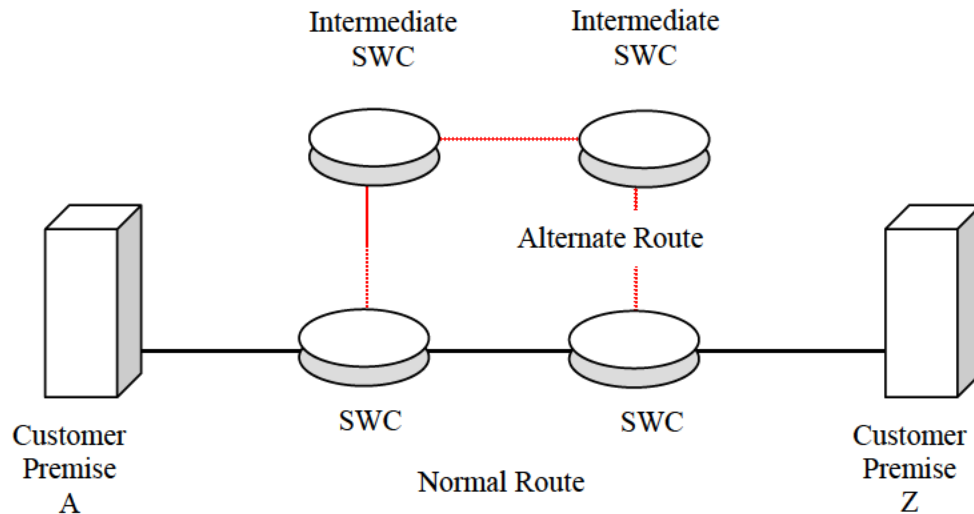 Intermediate
SWC
Intermediate
SWC
Alternate Route
SWC
SWC
Customer
Premise
A
Customer
Premise
Z
Normal Route